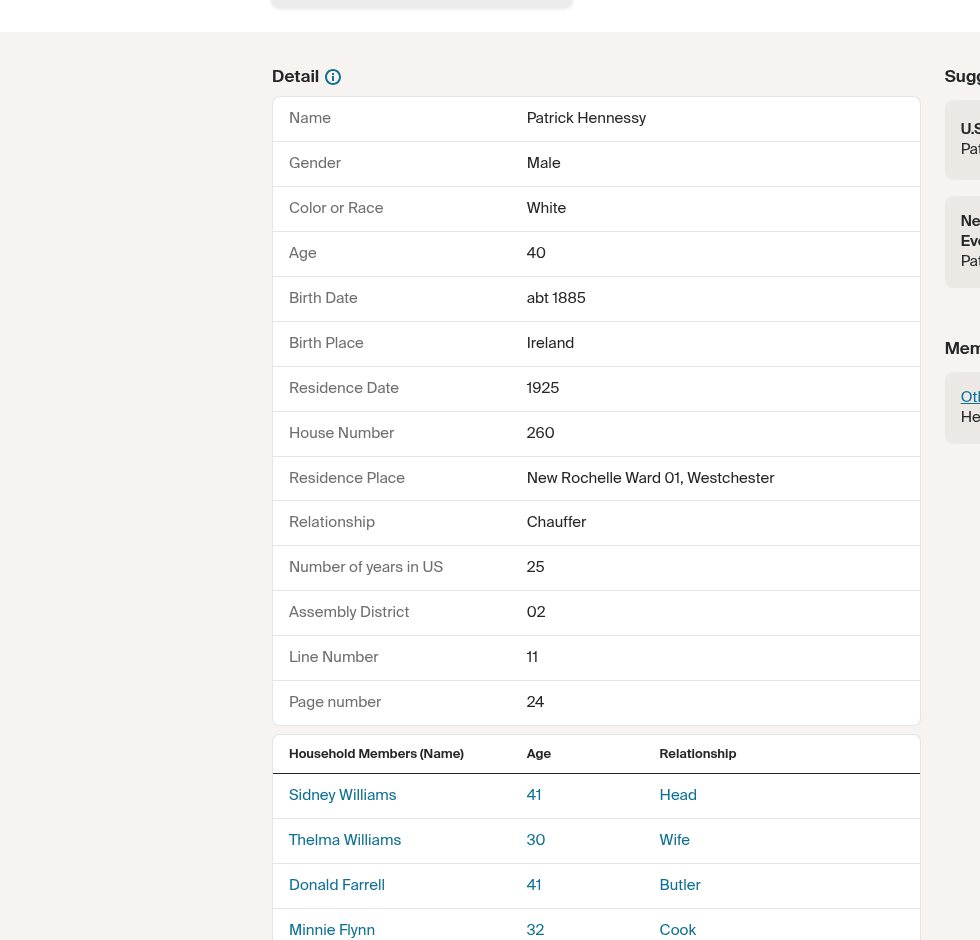 Detail
Name Patrick Hennessy
Gender Male
Color or Race White
Age 40
Birth Date abt 1885
Birth Place Ireland
Residence Date 1925
House Number 260
Residence Place New Rochelle Ward 01, Westchester
Relationship Chauffer
Number of years in US 25
Assembly District 02
Line Number 11
Page number 24
Household Members (Name) Age Relationship
Sidney Williams 41 Head
Thelma Williams 30 Wife
Donald Farrell 41 Butler
Minnie Flynn 32 Cook
Sugg
U.S
Pat
Ne
Eve
Pat
Mem
Oth
He